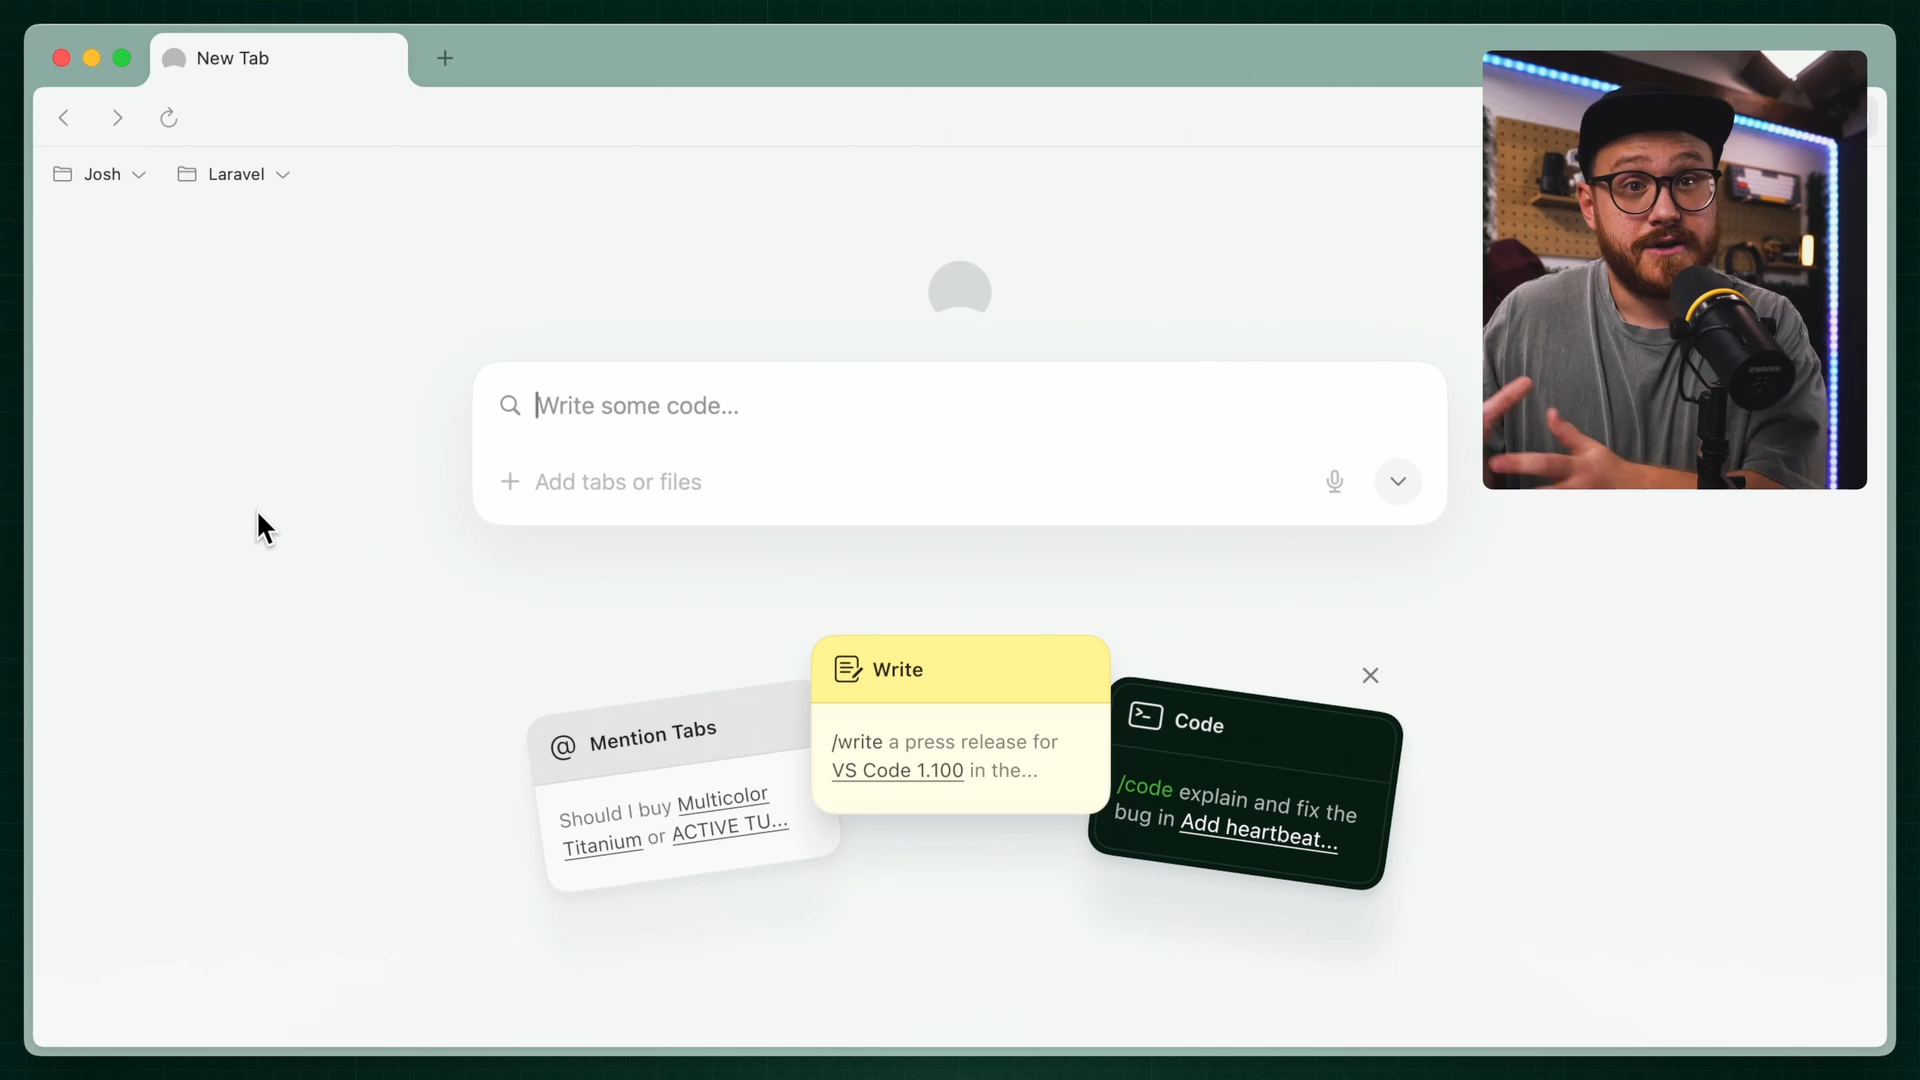 New Tab
Josh
Laravel
Write some code...
Add tabs or files
Write
/write a press release for
VS Code 1.100 in the...
@ Mention Tabs
Should I buy Multicolor
Titanium or ACTIVE TU...
Code
/code explain and fix the
bug in Add heartbeat...